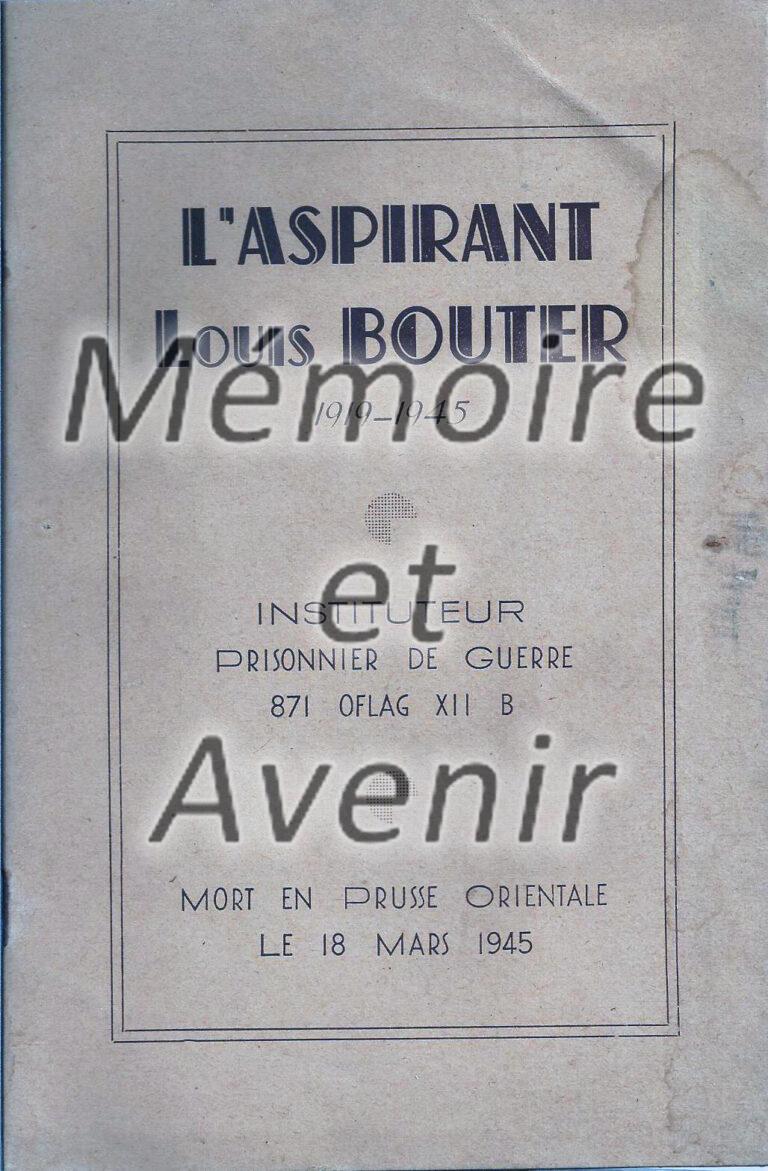 L'ASPIRANT
Louis BOUTER
Mémoire
1919-1945
et
INSTITUTEUR
PRISONNIER DE GUERRE
871 OFLAG XII B
Avenir
MORT EN PRUSSE ORIENTALE
LE 18 MARS 1945